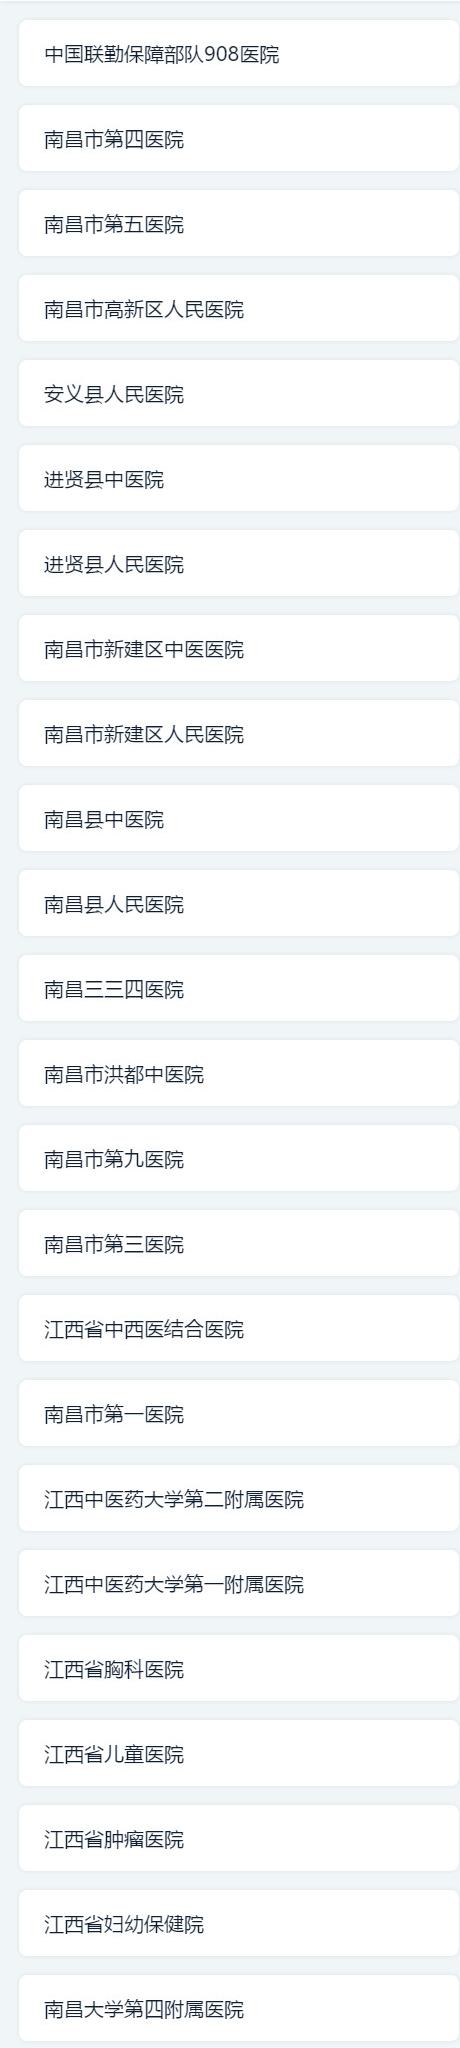 中国联勤保障部队908医院
南昌市第四医院
南昌市第五医院
南昌市高新区人民医院
安义县人民医院
进贤县中医院
进贤县人民医院
南昌市新建区中医医院
南昌市新建区人民医院
南昌县中医院
南昌县人民医院
南昌三三四医院
南昌市洪都中医院
南昌市第九医院
南昌市第三医院
江西省中西医结合医院
南昌市第一医院
江西中医药大学第二附属医院
江西中医药大学第一附属医院
江西省胸科医院
江西省儿童医院
江西省肿瘤医院
江西省妇幼保健院
南昌大学第四附属医院